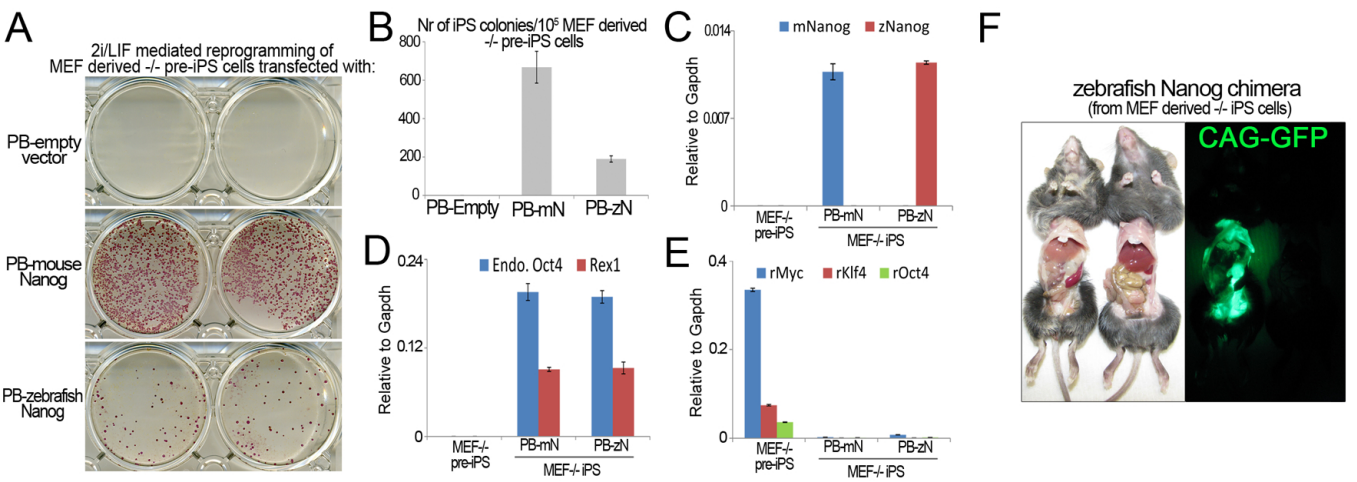 A
2i/LIF mediated reprogramming of
MEF derived -/- pre-iPS cells transfected with:
PB-empty
vector
PB-mouse
Nanog
PB-zebrafish
Nanog
B
Nr of iPS colonies/10⁵ MEF derived
-/- pre-iPS cells
800
600
400
200
0
PB-Empty PB-mN PB-zN
C
mNanog zNanog
Relative to Gapdh
0.014
0.007
0
MEF-/-
pre-iPS
PB-mN PB-zN
MEF-/- iPS
D
Endo. Oct4 Rex1
Relative to Gapdh
0.24
0.12
0
MEF-/-
pre-iPS
PB-mN PB-zN
MEF-/- iPS
E
rMyc rKlf4 rOct4
Relative to Gapdh
0.4
0.2
0
MEF-/-
pre-iPS
PB-mN PB-zN
MEF-/- iPS
F
zebrafish Nanog chimera
(from MEF derived -/- iPS cells)
CAG-GFP